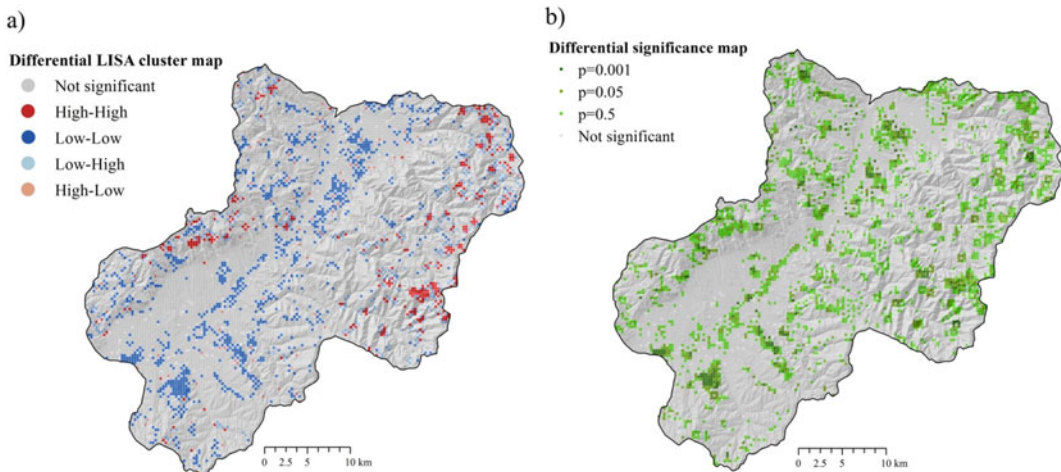 a)
Differential LISA cluster map
Not significant
High-High
Low-Low
Low-High
High-Low
0 2.5 5 10 km
b)
Differential significance map
p=0.001
p=0.05
p=0.5
Not significant
0 2.5 5 10 km